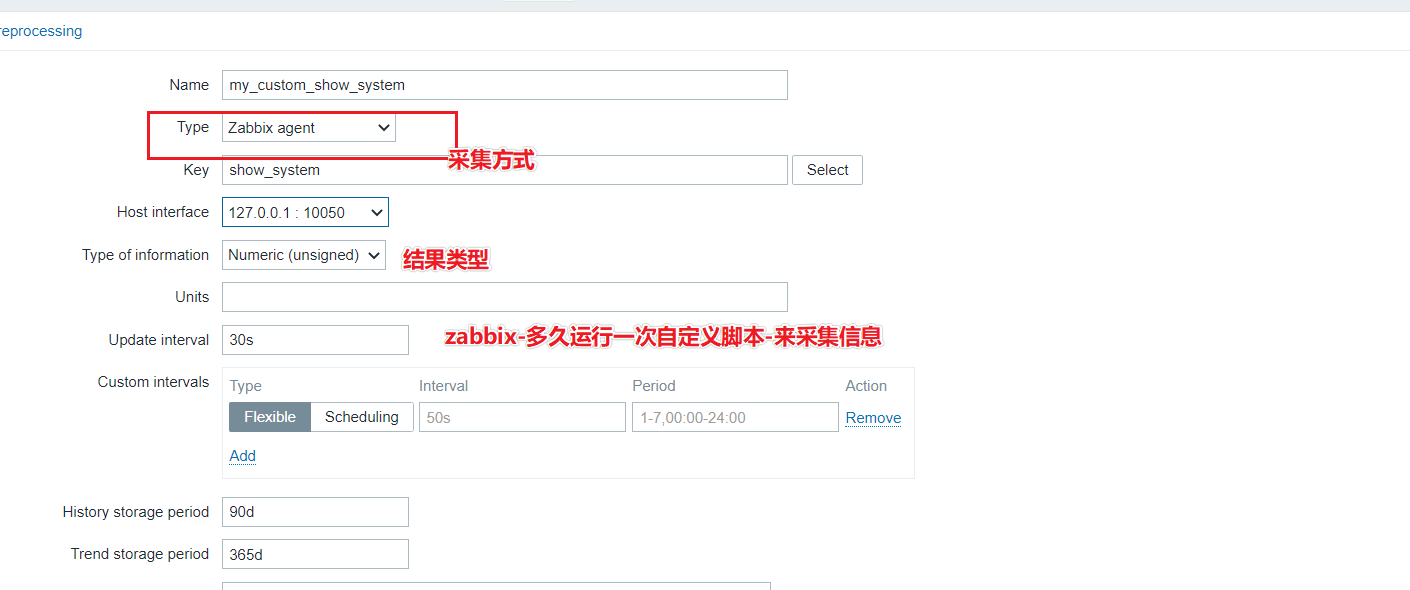 reprocessing
Name my_custom_show_system
Type Zabbix agent
采集方式
Key show_system Select
Host interface 127.0.0.1 : 10050
Type of information Numeric (unsigned) 结果类型
Units
Update interval 30s zabbix-多久运行一次自定义脚本-来采集信息
Custom intervals Type Interval Period Action
Flexible Scheduling 50s 1-7,00:00-24:00 Remove
Add
History storage period 90d
Trend storage period 365d